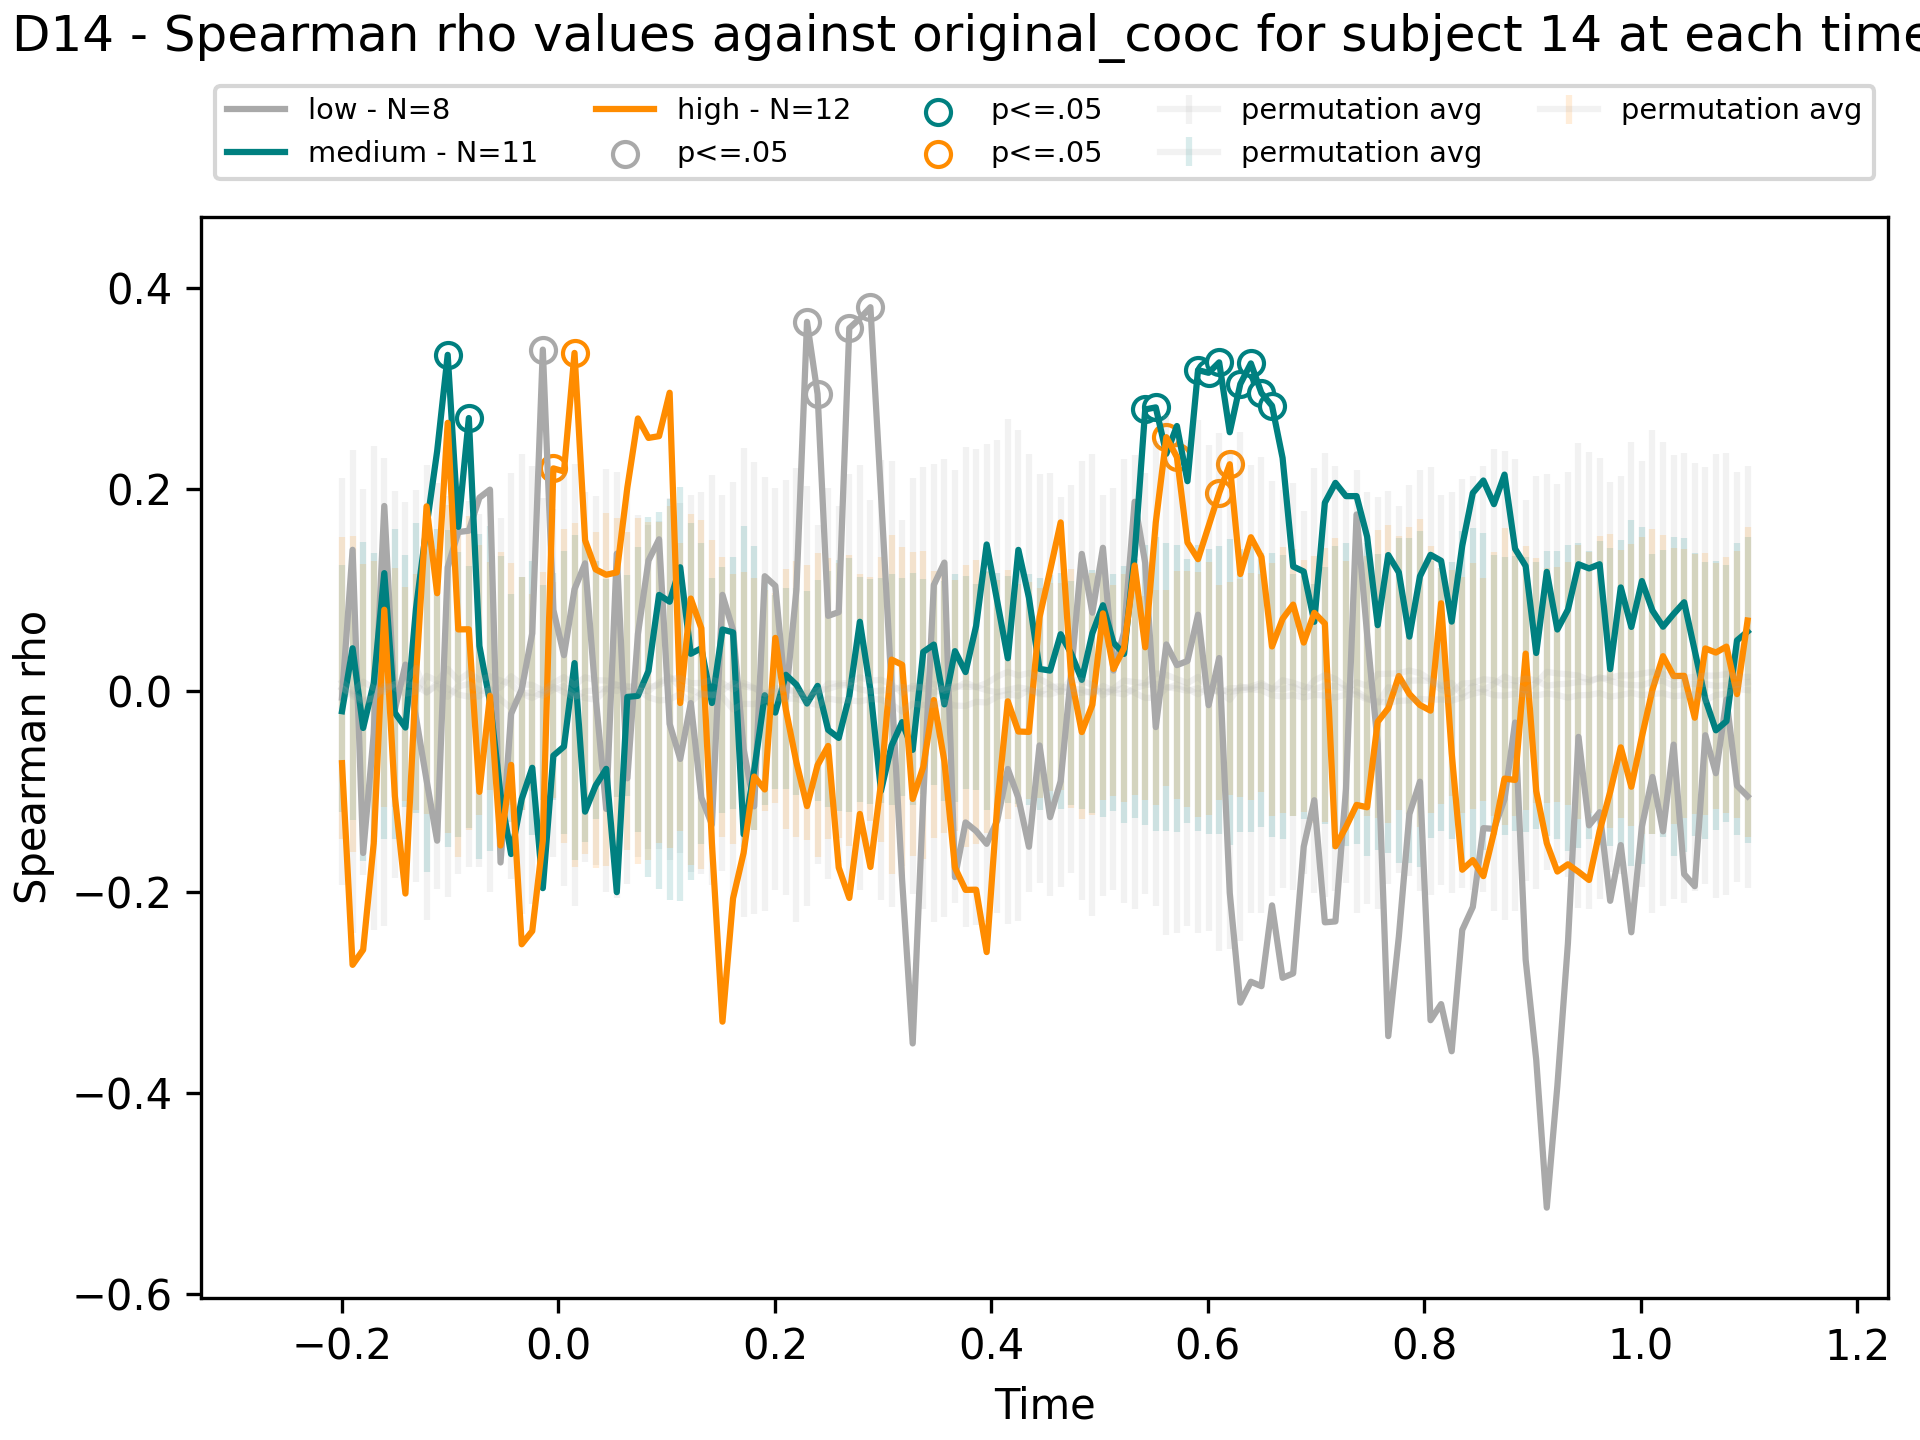 D14 - Spearman rho values against original_cooc for subject 14 at each time
low - N=8
medium - N=11
high - N=12
p<=.05
p<=.05
p<=.05
permutation avg
permutation avg
permutation avg
Spearman rho
0.4
0.2
0.0
−0.2
−0.4
−0.6
−0.2 0.0 0.2 0.4 0.6 0.8 1.0 1.2
Time